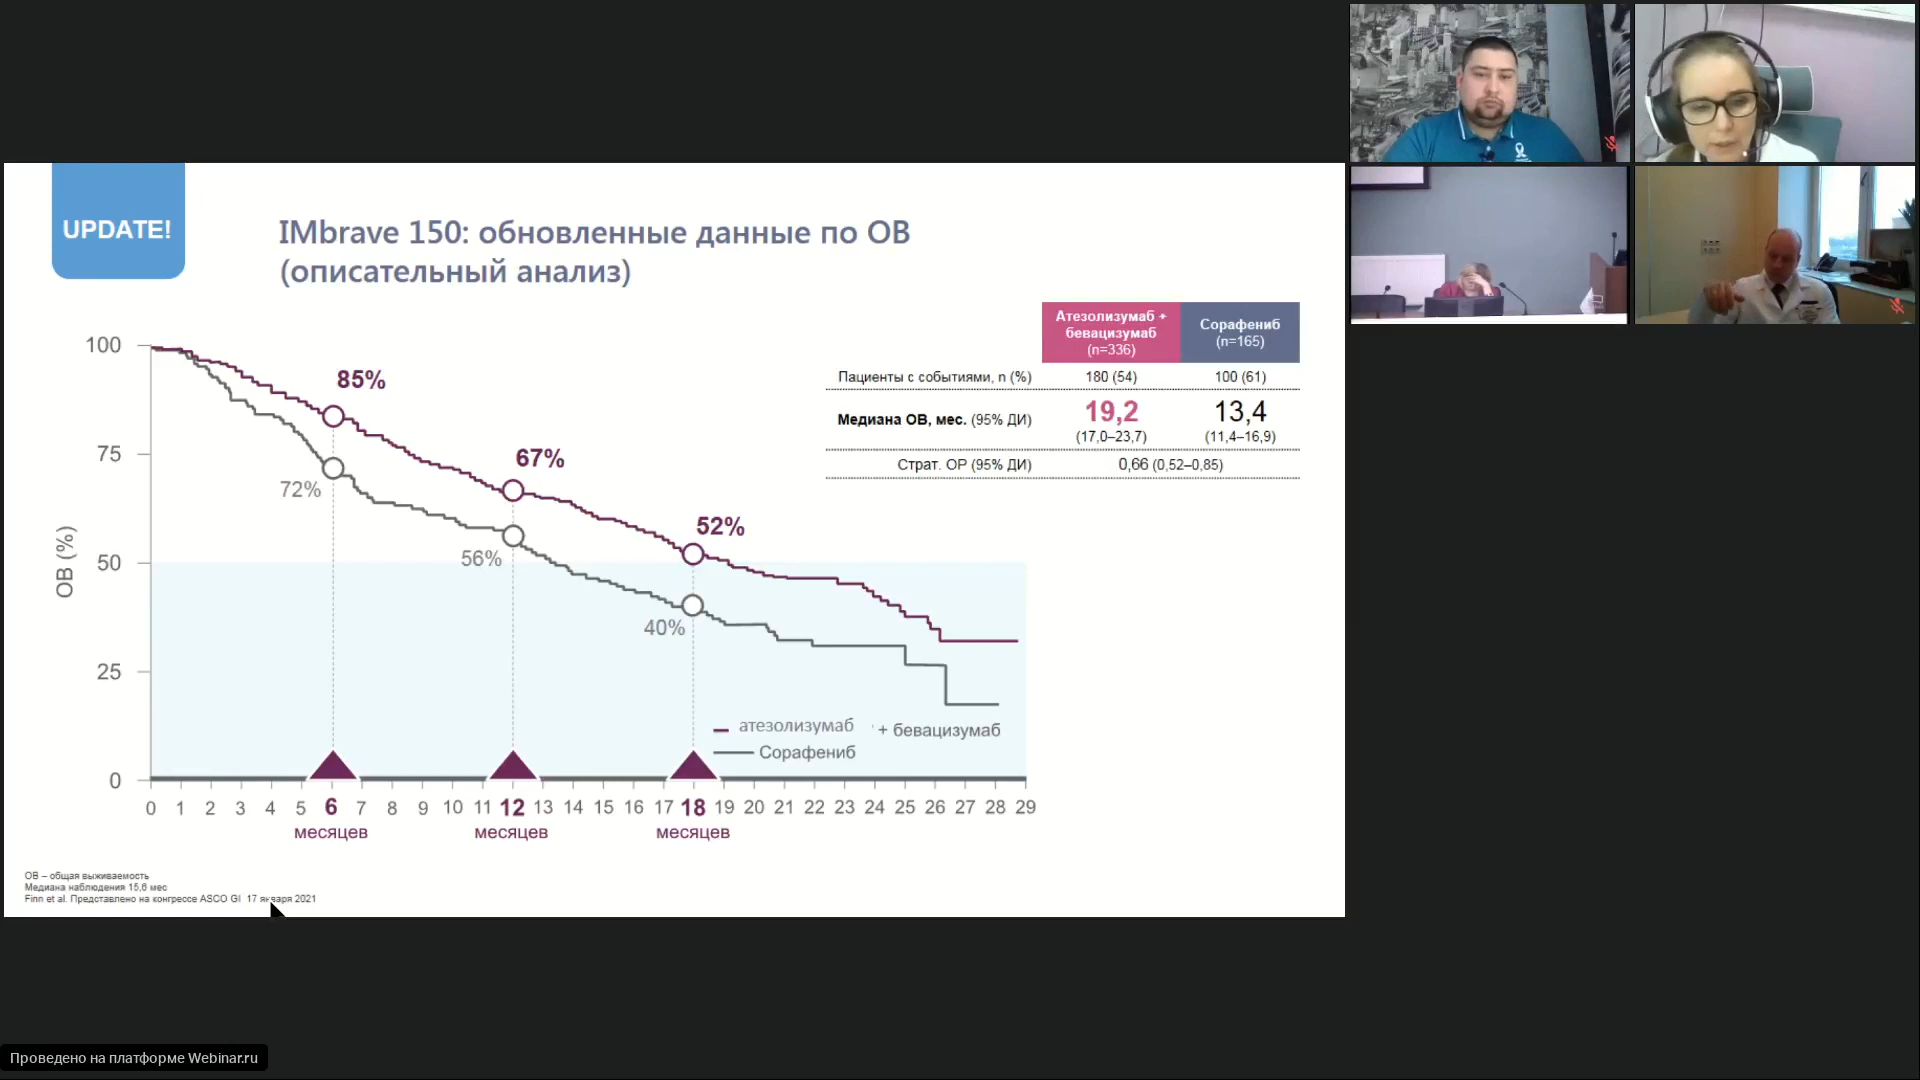 UPDATE!
IMbrave 150: обновленные данные по ОВ
(описательный анализ)
Атезолизумаб +
бевацизумаб
(n=336)
Сорафениб
(n=165)
Пациенты с событиями, n (%)
180 (54)
100 (61)
Медиана ОВ, мес. (95% ДИ)
19,2
(17,0–23,7)
13,4
(11,4–16,9)
Страт. ОР (95% ДИ)
0,66 (0,52–0,85)
ОВ (%)
100
75
50
25
0
85%
72%
67%
56%
52%
40%
атезолизумаб + бевацизумаб
Сорафениб
0 1 2 3 4 5 6 7 8 9 10 11 12 13 14 15 16 17 18 19 20 21 22 23 24 25 26 27 28 29
месяцев месяцев месяцев
ОВ – общая выживаемость
Медиана наблюдения 15,6 мес
Finn et al. Представлено на конгрессе ASCO GI 17 января 2021
Проведено на платформе Webinar.ru